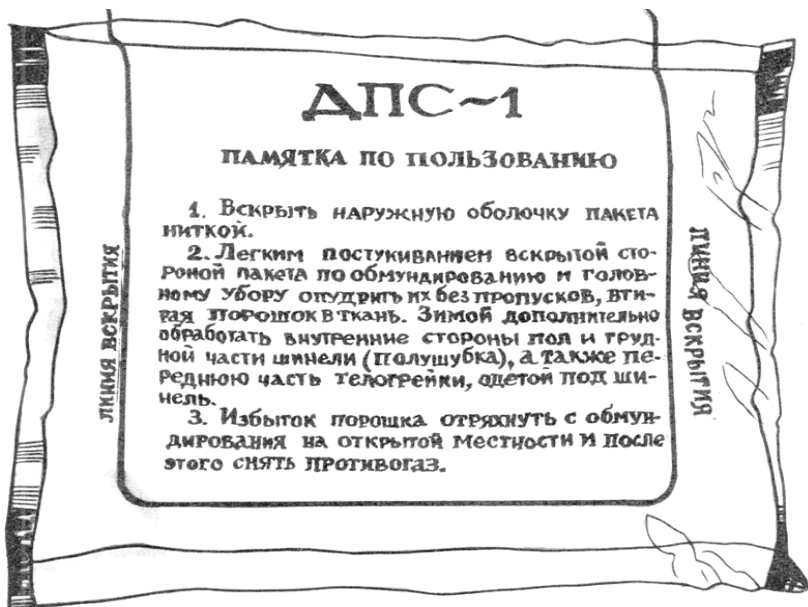 ДПС~1
ПАМЯТКА ПО ПОЛЬЗОВАНИЮ
1. Вскрыть наружную оболочку пакета
ниткой.
2. Легким постукиванием вскрытой сто-
роной пакета по обмундированию и голов-
ному убору опудрить их без пропусков, вти-
рая порошок в ткань. Зимой дополнительно
обработать внутренние стороны пол и груд-
ной части шинели (полушубка), а также пе-
реднюю часть телогрейки, одетой под ши-
нель.
3. Избыток порошка отряхнуть с обмун-
дирования на открытой местности и после
этого снять противогаз.
ЛИНИЯ ВСКРЫТИЯ
ЛИНИЯ ВСКРЫТИЯ